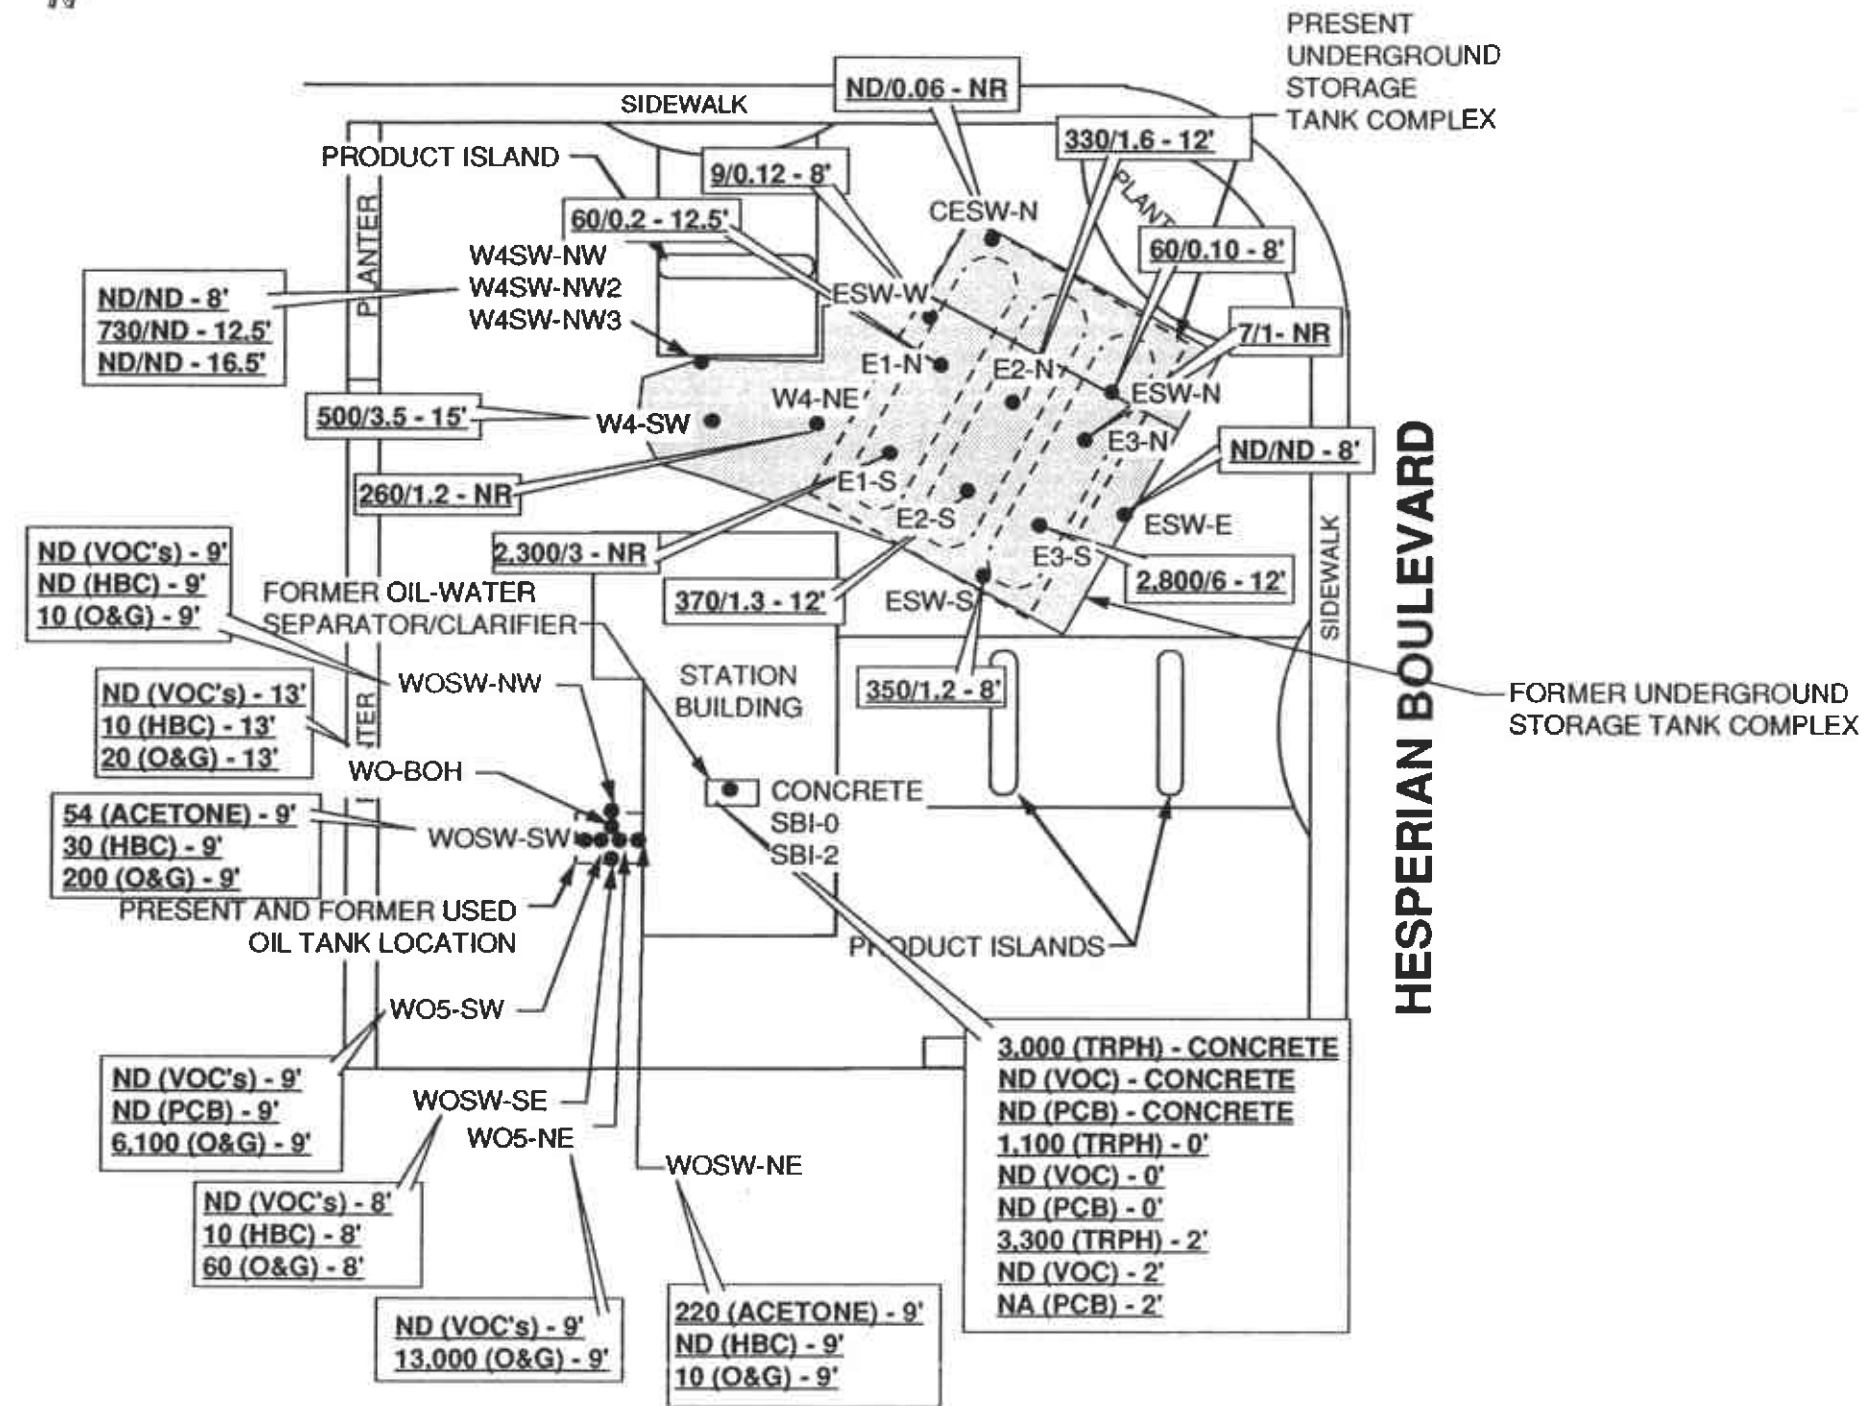 N
PRESENT
UNDERGROUND
STORAGE
TANK COMPLEX
ND/0.06 - NR
SIDEWALK
330/1.6 - 12'
PRODUCT ISLAND
9/0.12 - 8'
PLANT
PLANTER
60/0.2 - 12.5'
CESW-N
60/0.10 - 8'
W4SW-NW
W4SW-NW2
W4SW-NW3
ND/ND - 8'
730/ND - 12.5'
ND/ND - 16.5'
ESW-W
7/1- NR
E1-N
E2-N
ESW-N
500/3.5 - 15'
W4-SW
W4-NE
E3-N
ND/ND - 8'
260/1.2 - NR
E1-S
E2-S
ESW-E
2,300/3 - NR
E3-S
2,800/6 - 12'
370/1.3 - 12'
ESW-S
350/1.2 - 8'
SIDEWALK
HESPERIAN BOULEVARD
FORMER UNDERGROUND
STORAGE TANK COMPLEX
ND (VOC's) - 9'
ND (HBC) - 9'
10 (O&G) - 9'
FORMER OIL-WATER
SEPARATOR/CLARIFIER
WOSW-NW
STATION
BUILDING
ND (VOC's) - 13'
10 (HBC) - 13'
20 (O&G) - 13'
NTER
WO-BOH
CONCRETE
SBI-0
SBI-2
54 (ACETONE) - 9'
30 (HBC) - 9'
200 (O&G) - 9'
WOSW-SW
PRESENT AND FORMER USED
OIL TANK LOCATION
PRODUCT ISLANDS
WO5-SW
ND (VOC's) - 9'
ND (PCB) - 9'
6,100 (O&G) - 9'
WOSW-SE
WO5-NE
WOSW-NE
ND (VOC's) - 8'
10 (HBC) - 8'
60 (O&G) - 8'
ND (VOC's) - 9'
13,000 (O&G) - 9'
220 (ACETONE) - 9'
ND (HBC) - 9'
10 (O&G) - 9'
3,000 (TRPH) - CONCRETE
ND (VOC) - CONCRETE
ND (PCB) - CONCRETE
1,100 (TRPH) - 0'
ND (VOC) - 0'
ND (PCB) - 0'
3,300 (TRPH) - 2'
ND (VOC) - 2'
NA (PCB) - 2'